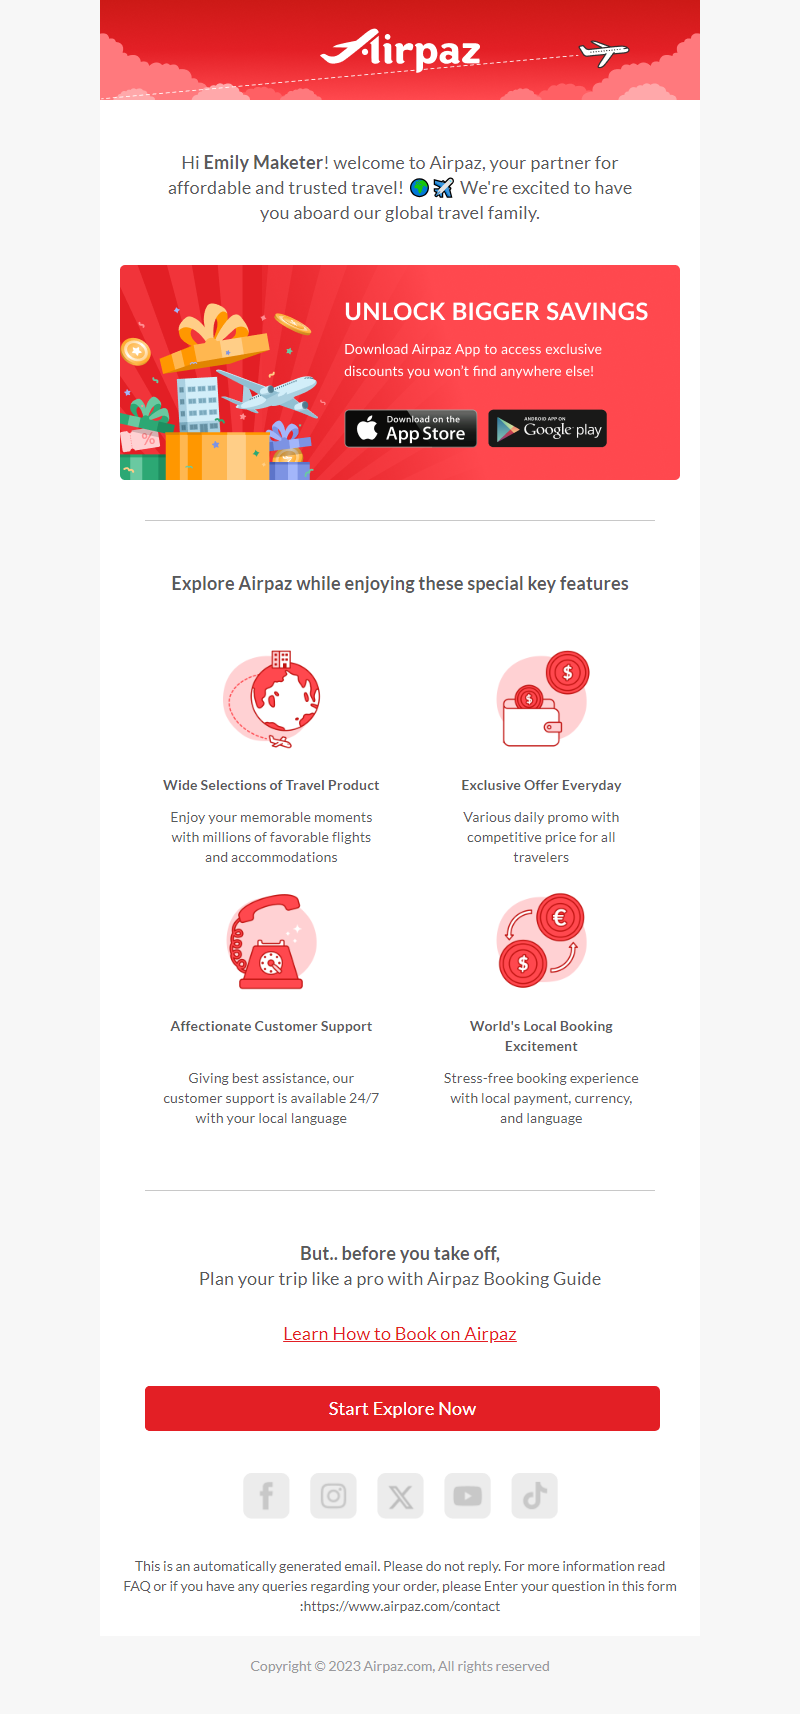 Airpaz
Hi Emily Maketer! welcome to Airpaz, your partner for
affordable and trusted travel! 🌍✈️ We're excited to have
you aboard our global travel family.
UNLOCK BIGGER SAVINGS
Download Airpaz App to access exclusive
discounts you won't find anywhere else!
Download on the
App Store
ANDROID APP ON
Google play
%
Explore Airpaz while enjoying these special key features
$
$
Wide Selections of Travel Product
Enjoy your memorable moments
with millions of favorable flights
and accommodations
Exclusive Offer Everyday
Various daily promo with
competitive price for all
travelers
€
$
Affectionate Customer Support
Giving best assistance, our
customer support is available 24/7
with your local language
World's Local Booking
Excitement
Stress-free booking experience
with local payment, currency,
and language
But.. before you take off,
Plan your trip like a pro with Airpaz Booking Guide
Learn How to Book on Airpaz
Start Explore Now
This is an automatically generated email. Please do not reply. For more information read
FAQ or if you have any queries regarding your order, please Enter your question in this form
:https://www.airpaz.com/contact
Copyright © 2023 Airpaz.com, All rights reserved